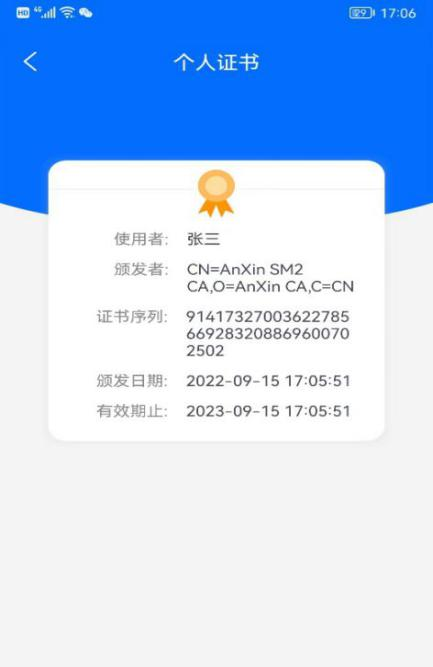 HD 4G 17:06
个人证书
使用者: 张三
颁发者: CN=AnXin SM2
CA,O=AnXin CA,C=CN
证书序列: 91417327003622785
66928320886960070
2502
颁发日期: 2022-09-15 17:05:51
有效期止: 2023-09-15 17:05:51